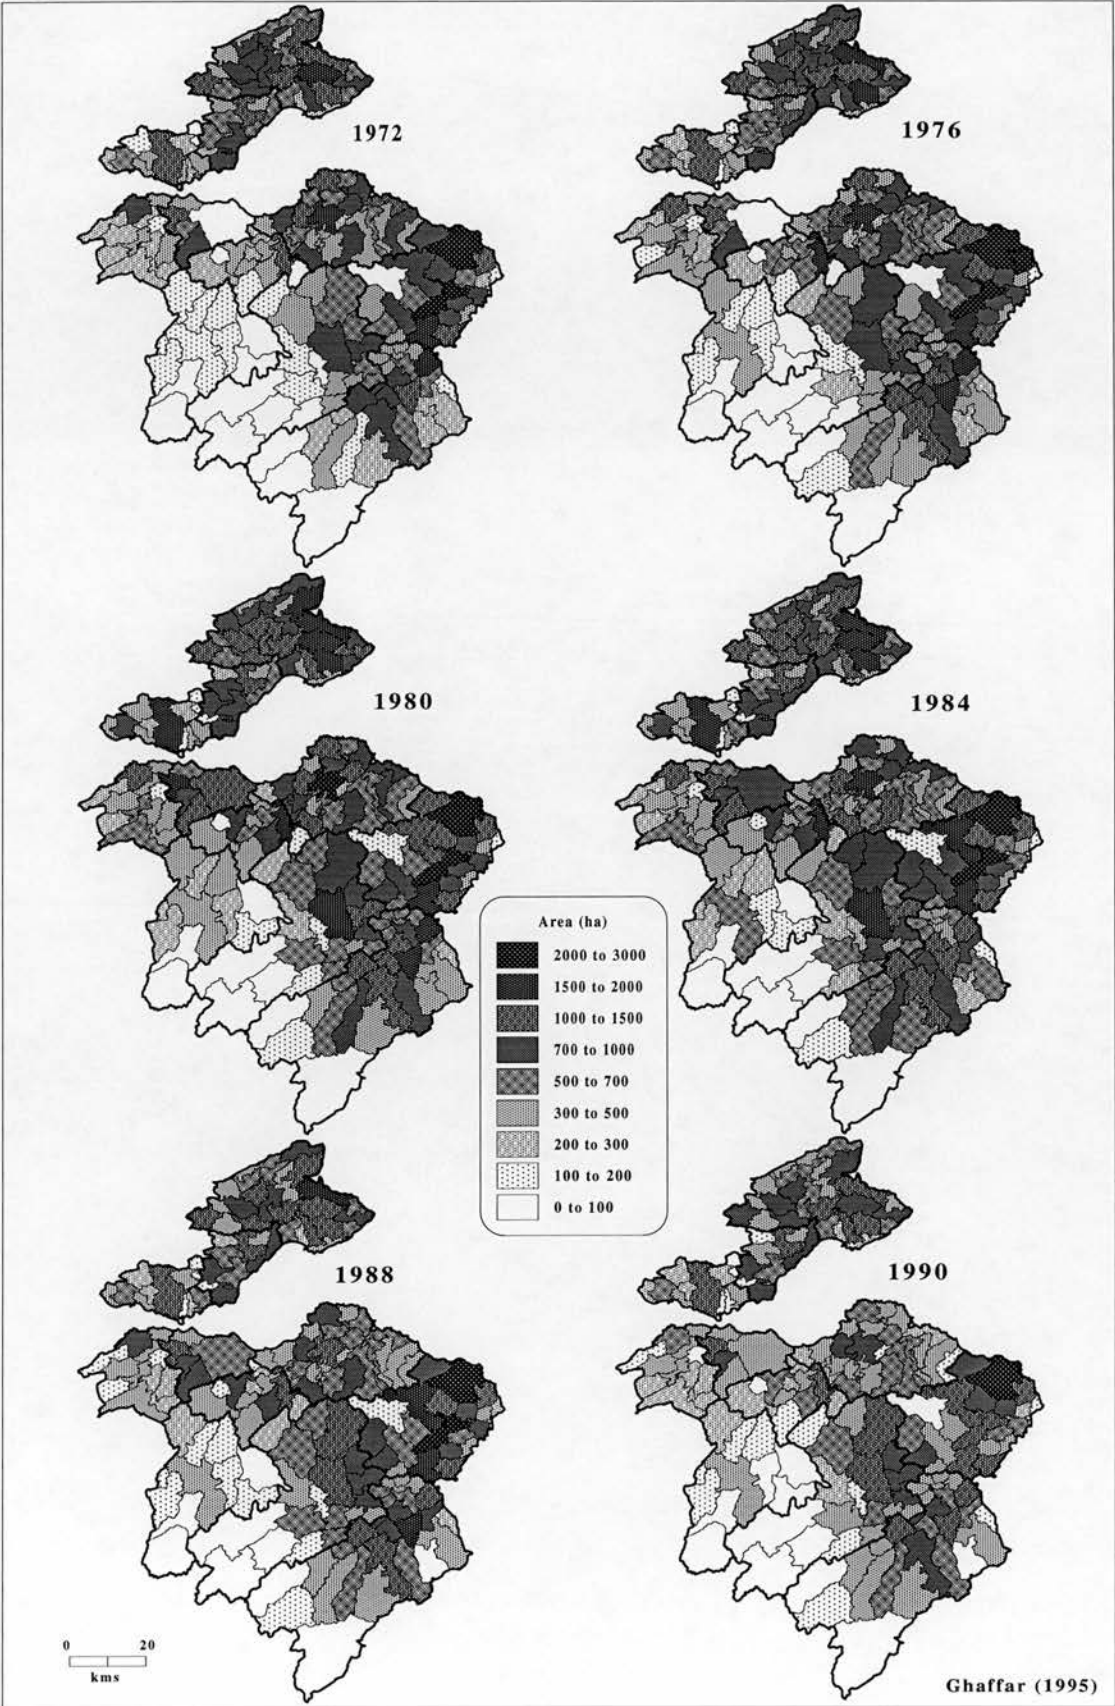 1972
1976
1980
1984
Area (ha)
2000 to 3000
1500 to 2000
1000 to 1500
700 to 1000
500 to 700
300 to 500
200 to 300
100 to 200
0 to 100
1988
1990
0 20
kms
Ghaffar (1995)